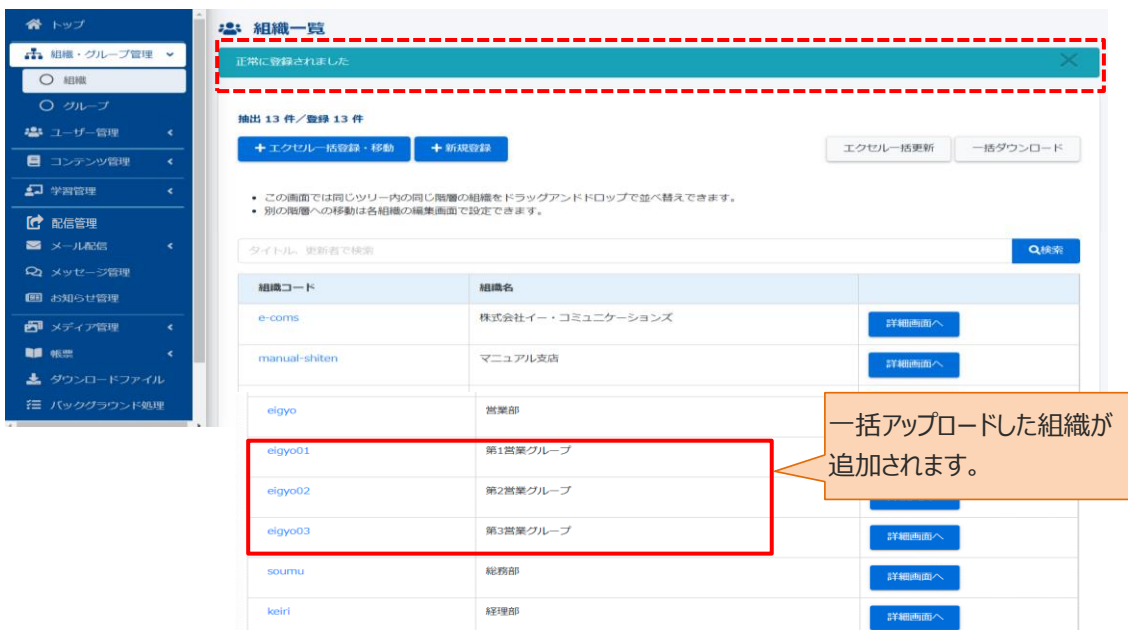 トップ
組織・グループ管理
組織
グループ
ユーザー管理
コンテンツ管理
学習管理
配信管理
メール配信
メッセージ管理
お知らせ管理
メディア管理
帳票
ダウンロードファイル
バックグラウンド処理
組織一覧
正常に登録されました
抽出 13 件／登録 13 件
+エクセル一括登録・移動 +新規登録 エクセル一括更新 一括ダウンロード
• この画面では同じツリー内の同じ階層の組織をドラッグアンドドロップで並べ替えできます。
• 別の階層への移動は各組織の編集画面で設定できます。
タイトル、更新者で検索 検索
組織コード 組織名
e-coms 株式会社イー・コミュニケーションズ 詳細画面へ
manual-shiten マニュアル支店 詳細画面へ
eigyo 営業部
eigyo01 第1営業グループ
eigyo02 第2営業グループ
eigyo03 第3営業グループ 詳細画面へ
soumu 総務部 詳細画面へ
keiri 経理部 詳細画面へ
一括アップロードした組織が
追加されます。